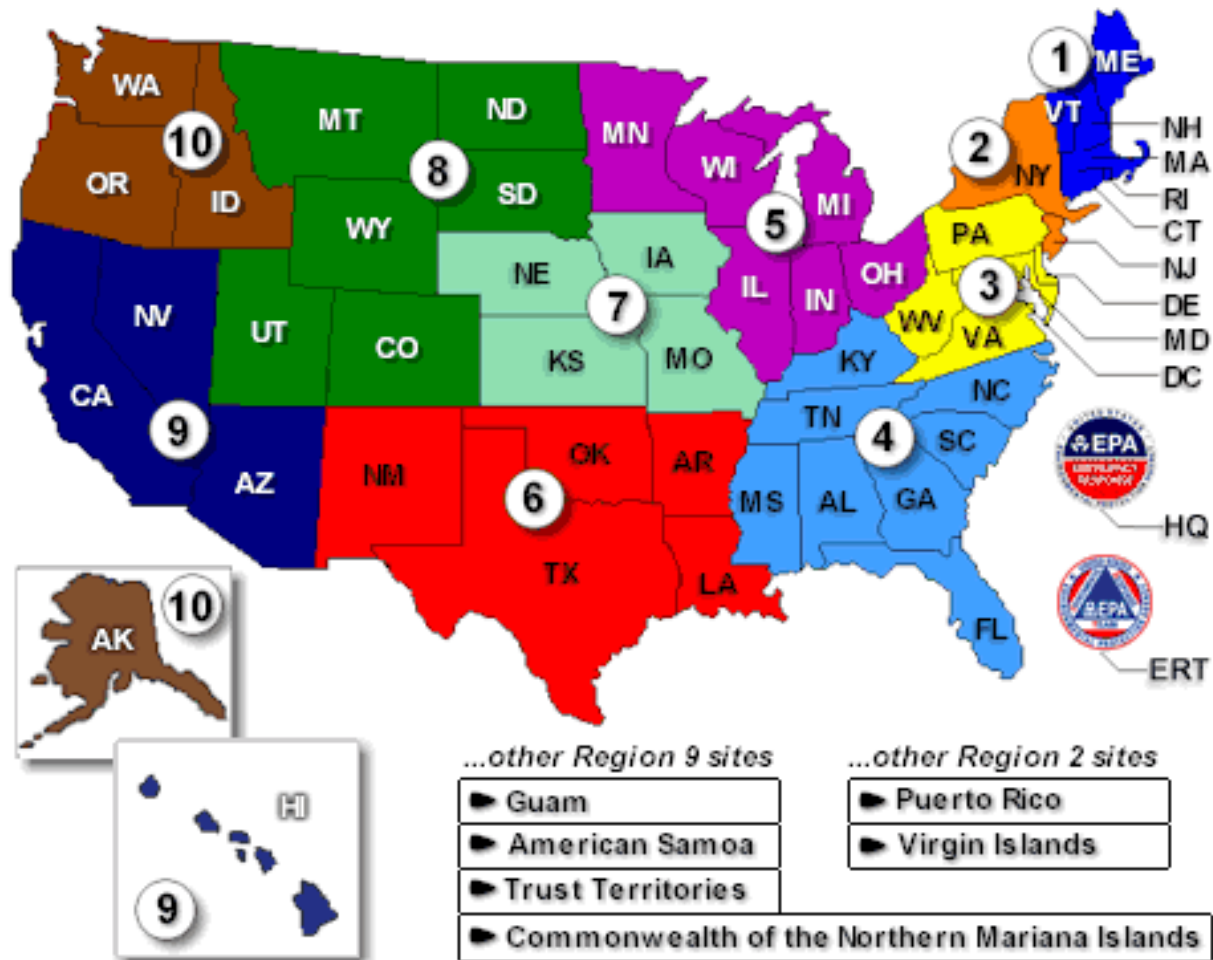 1
ME
WA
MT
ND
MN
VT
NH
10
8
WI
2
MA
OR
ID
SD
MI
NY
RI
WY
5
PA
CT
NE
IA
OH
NJ
NV
7
IL
IN
3
DE
UT
CO
WV
VA
MD
KS
MO
KY
DC
CA
NC
9
TN
4
SC
AZ
NM
OK
AR
EPA
6
MS
AL
GA
HQ
TX
LA
10
AK
FL
EPA
ERT
...other Region 9 sites
Guam
American Samoa
Trust Territories
Commonwealth of the Northern Mariana Islands
...other Region 2 sites
Puerto Rico
Virgin Islands
HI
9